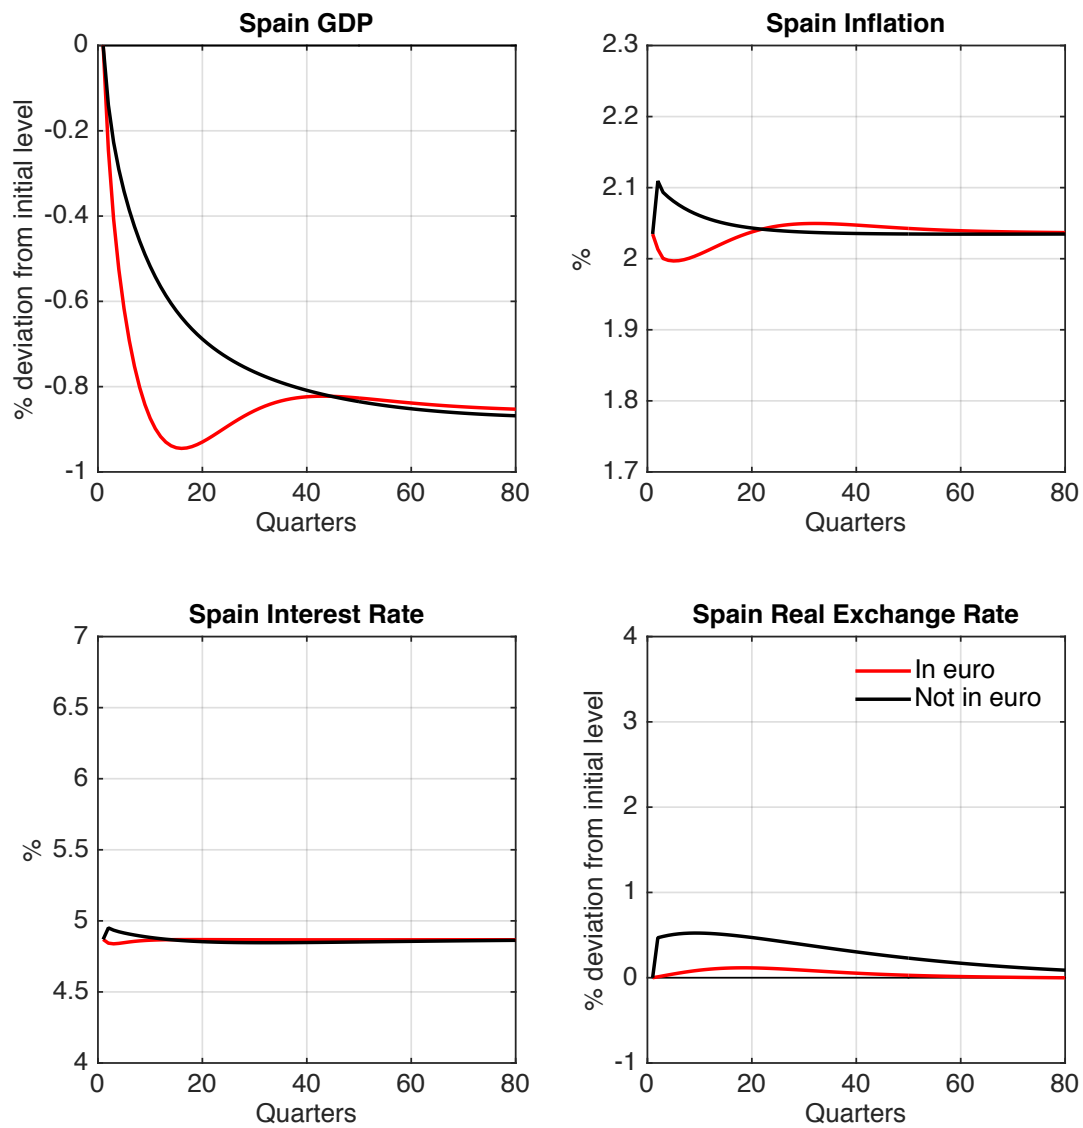 Spain GDP
% deviation from initial level
0
-0.2
-0.4
-0.6
-0.8
-1
0 20 40 60 80
Quarters
Spain Inflation
%
2.3
2.2
2.1
2
1.9
1.8
1.7
0 20 40 60 80
Quarters
Spain Interest Rate
%
7
6.5
6
5.5
5
4.5
4
0 20 40 60 80
Quarters
Spain Real Exchange Rate
% deviation from initial level
4
3
2
1
0
-1
In euro
Not in euro
0 20 40 60 80
Quarters